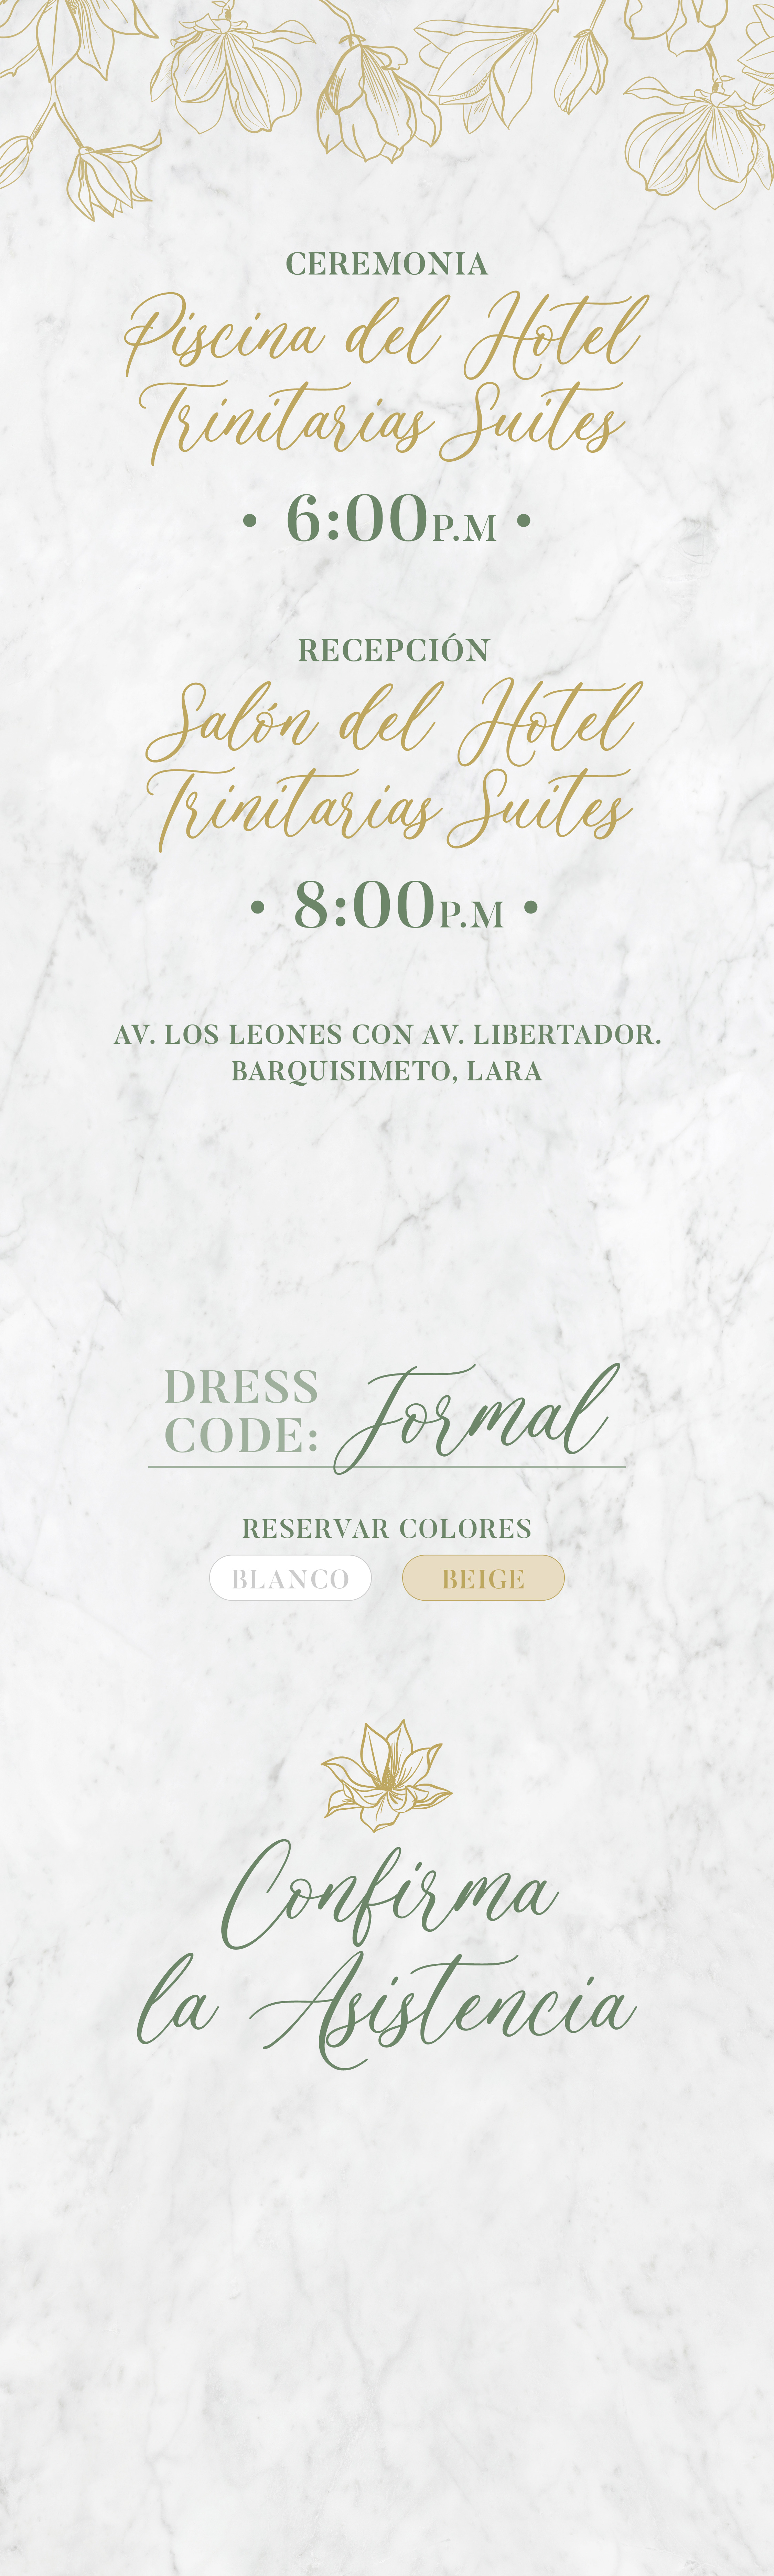 CEREMONIA
Piscina del Hotel
Trinitarias Suites
• 6:00P.M •
RECEPCIÓN
Salón del Hotel
Trinitarias Suites
• 8:00P.M •
AV. LOS LEONES CON AV. LIBERTADOR.
BARQUISIMETO, LARA
DRESS
CODE: Formal
RESERVAR COLORES
BLANCO BEIGE
Confirma
la Asistencia